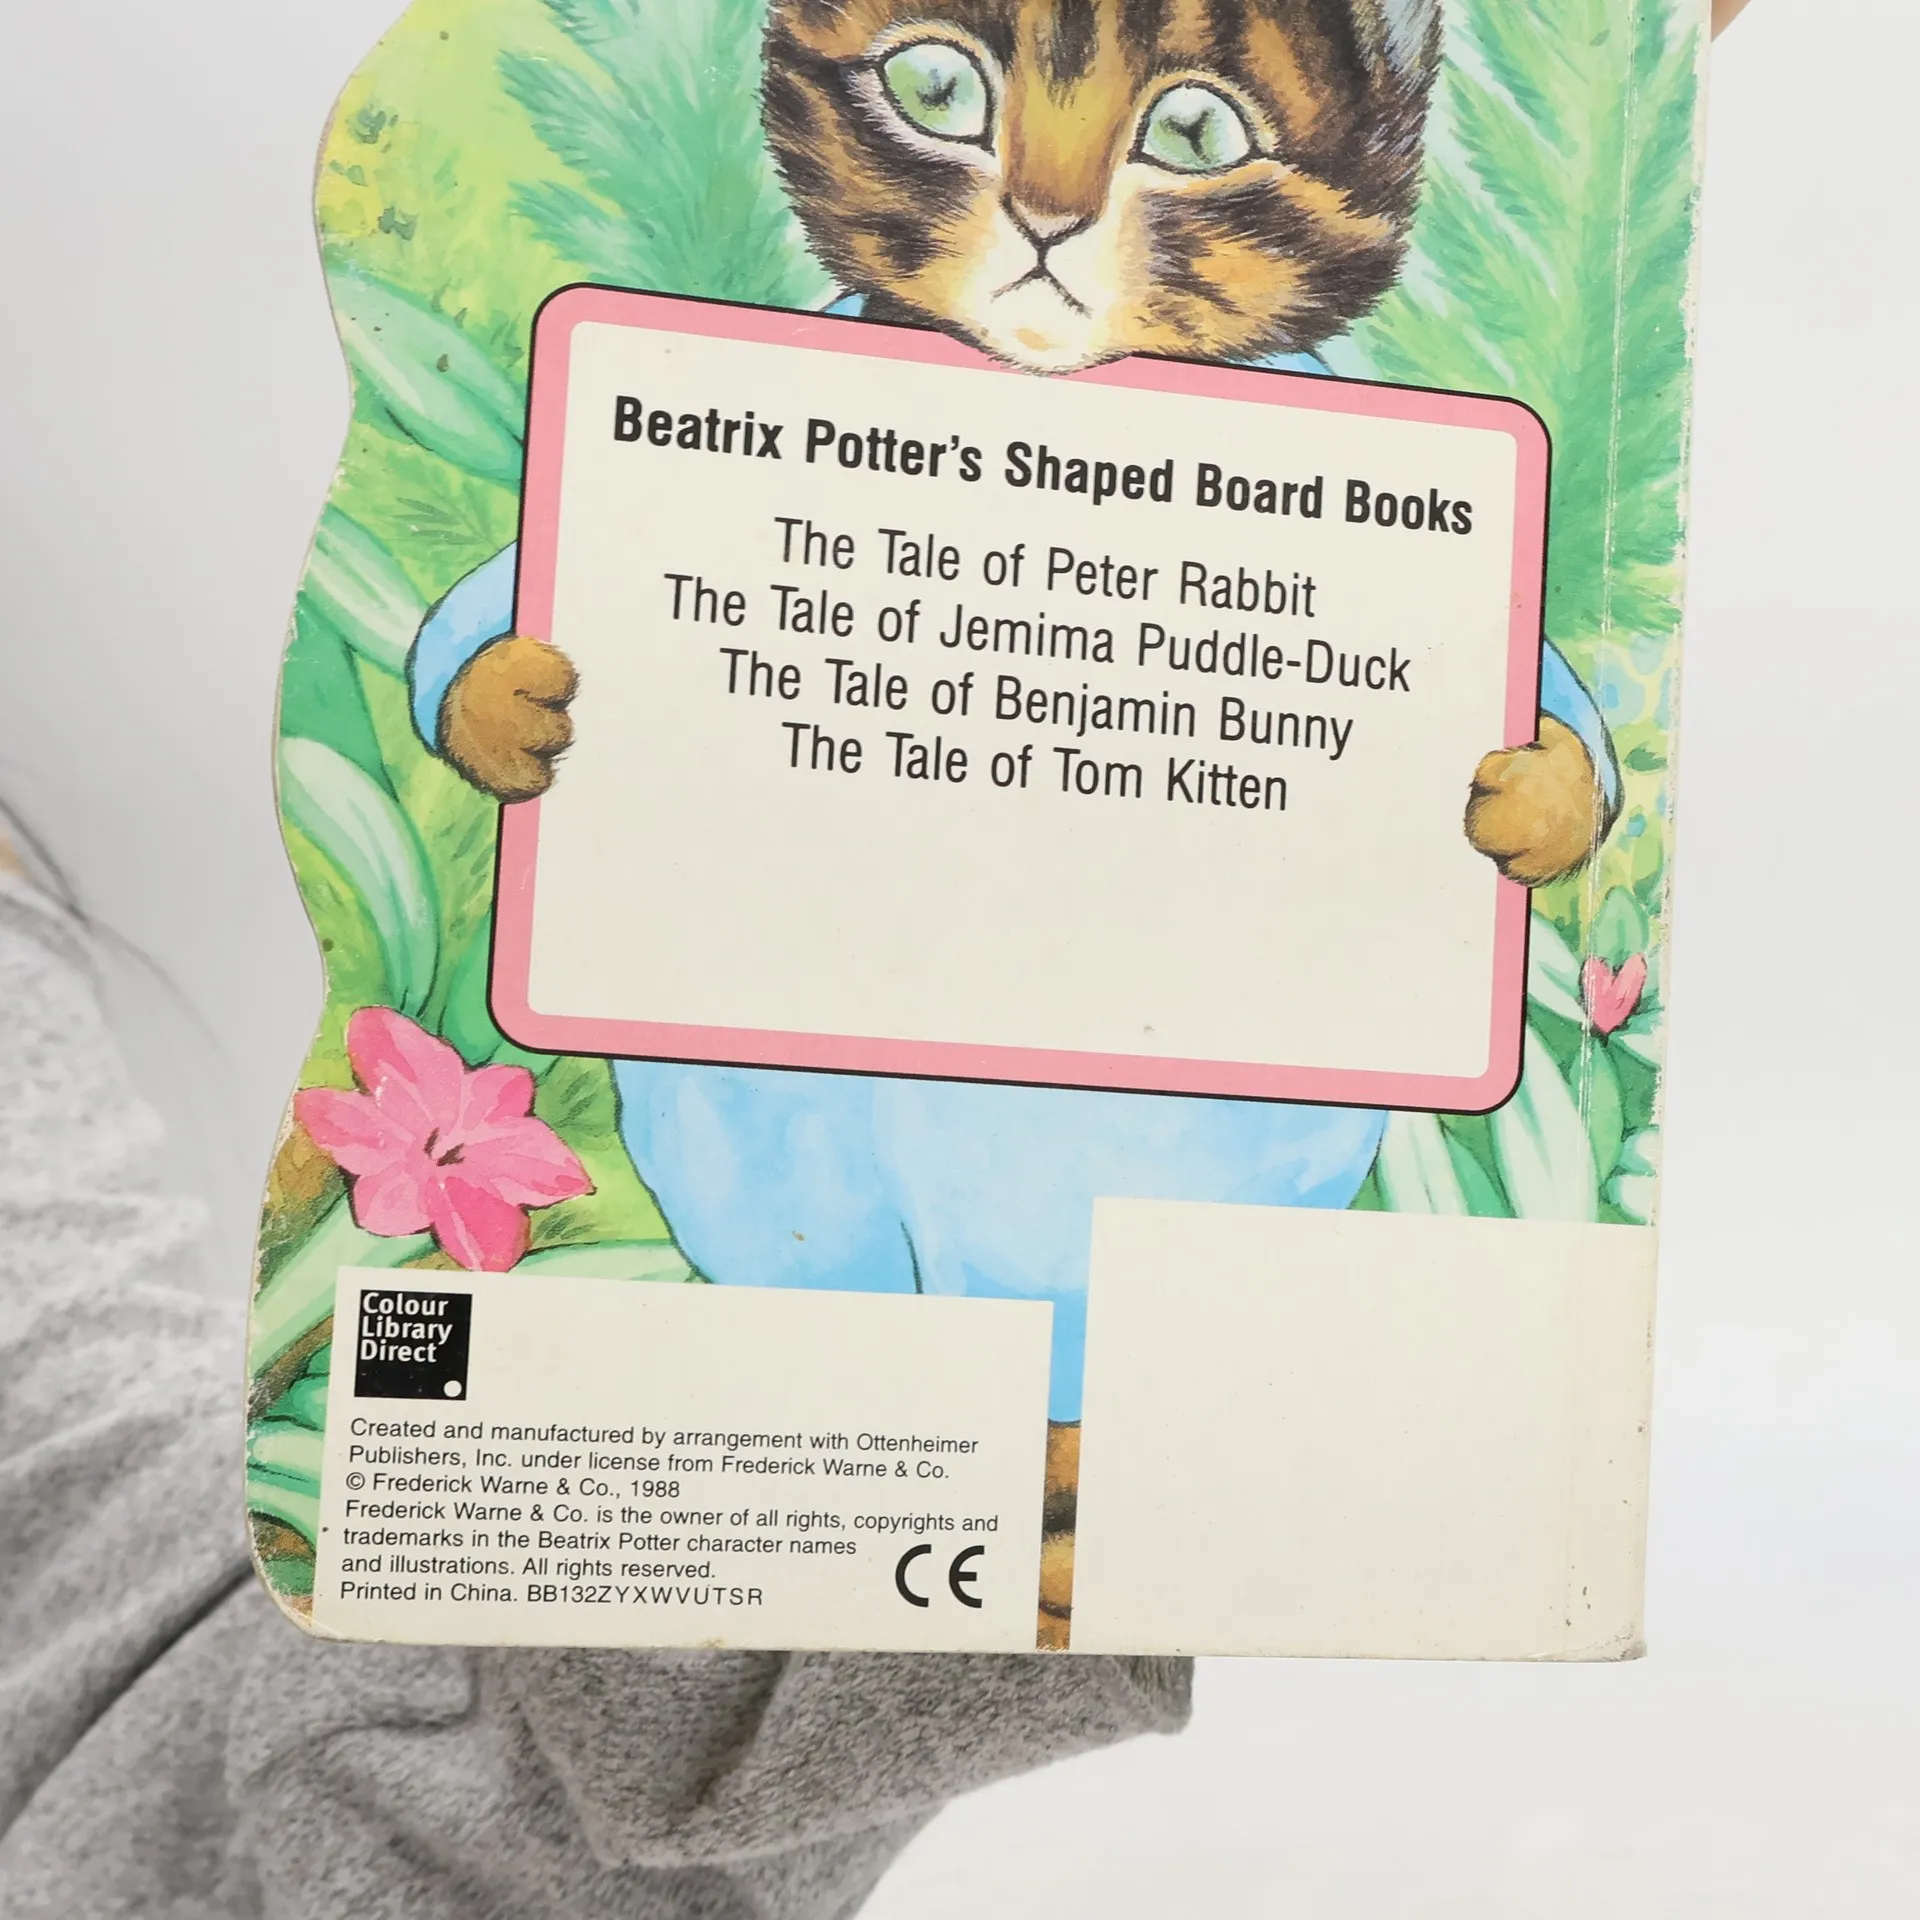 Beatrix Potter's Shaped Board Books
The Tale of Peter Rabbit
The Tale of Jemima Puddle-Duck
The Tale of Benjamin Bunny
The Tale of Tom Kitten
Colour
Library
Direct
Created and manufactured by arrangement with Ottenheimer
Publishers, Inc. under license from Frederick Warne & Co.
© Frederick Warne & Co., 1988
Frederick Warne & Co. is the owner of all rights, copyrights and
trademarks in the Beatrix Potter character names
and illustrations. All rights reserved.
Printed in China. BB132ZYXWVUTSR
CE